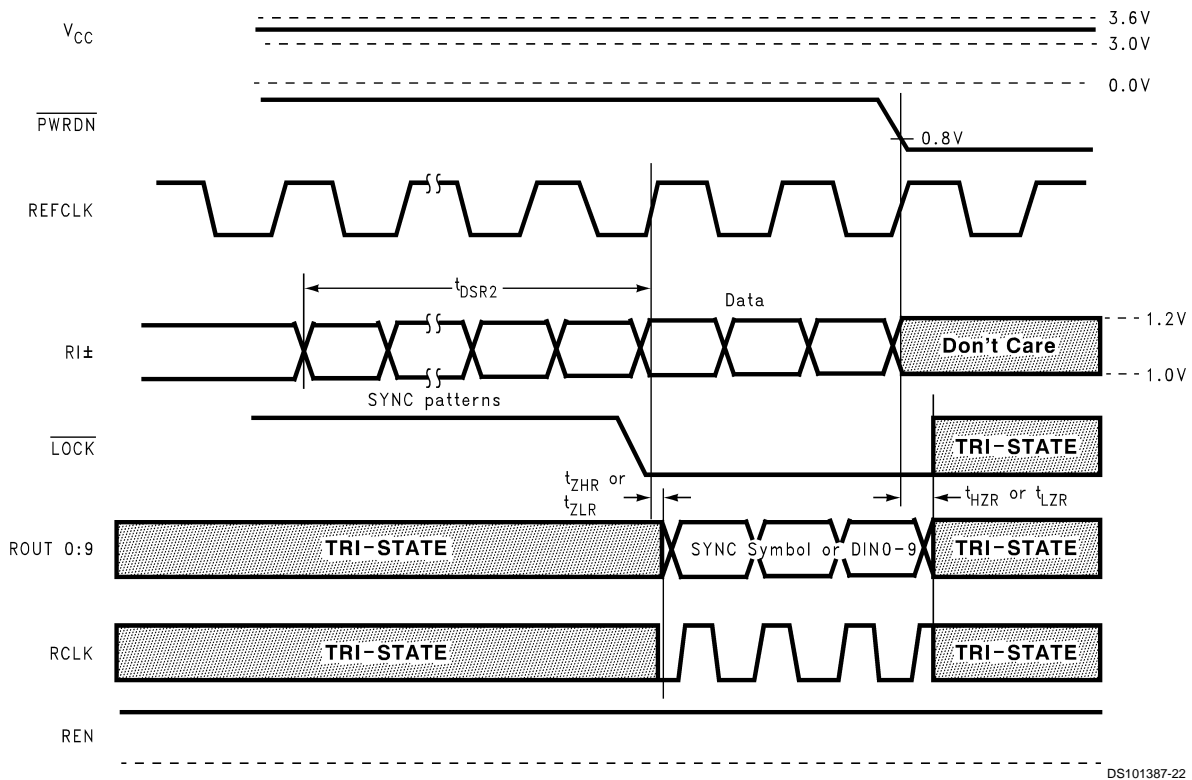 3.6V
VCC
3.0V
0.0V
PWRDN
0.8V
REFCLK
tDSR2
Data
1.2V
RI±
Don't Care
1.0V
SYNC patterns
LOCK
TRI-STATE
tZHR or
tZLR
tHZR or tLZR
ROUT 0:9
TRI-STATE
SYNC Symbol or DIN0-9
TRI-STATE
RCLK
TRI-STATE
TRI-STATE
REN
DS101387-22